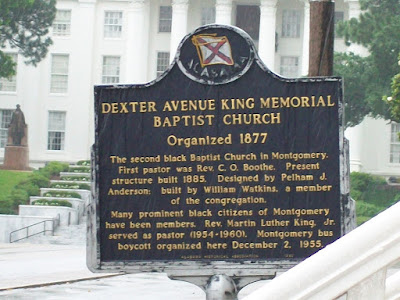 ALABAMA
DEXTER AVENUE KING MEMORIAL
BAPTIST CHURCH
Organized 1877
The second black Baptist Church in Montgomery.
First pastor was Rev. C. O. Boothe. Present
structure built 1885. Designed by Pelham J.
Anderson; built by William Watkins, a member
of the congregation.
Many prominent black citizens of Montgomery
have been members. Rev. Martin Luther King, Jr.
served as pastor (1954-1960). Montgomery bus
boycott organized here December 2, 1955.
ALABAMA HISTORICAL ASSOCIATION